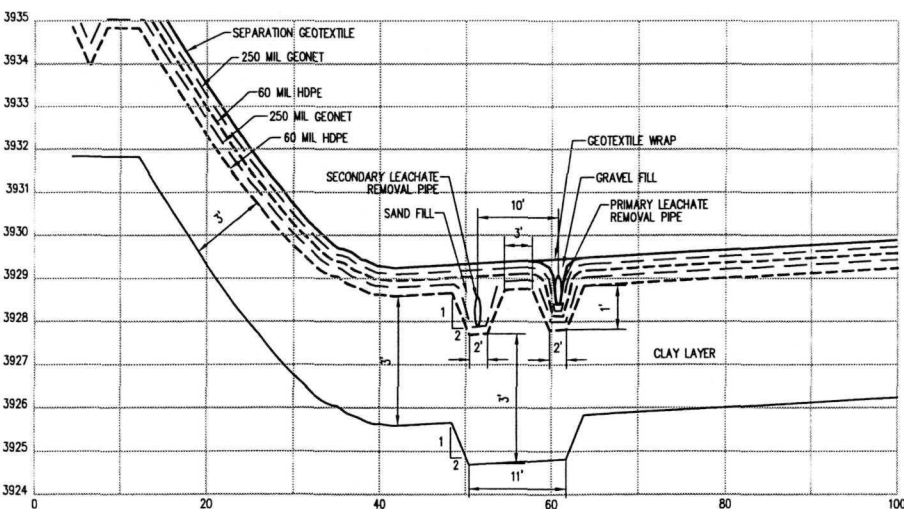 3935
SEPARATION GEOTEXTILE
250 MIL GEONET
3934
60 MIL HDPE
3933
250 MIL GEONET
60 MIL HDPE
3932
GEOTEXTILE WRAP
SECONDARY LEACHATE
REMOVAL PIPE
GRAVEL FILL
3931
10'
PRIMARY LEACHATE
REMOVAL PIPE
SAND FILL
3'
3'
3930
3929
1
2
2'
2'
1'
3928
3'
3'
CLAY LAYER
3927
3926
1
2
3925
11'
3924
0
20
40
60
80
100